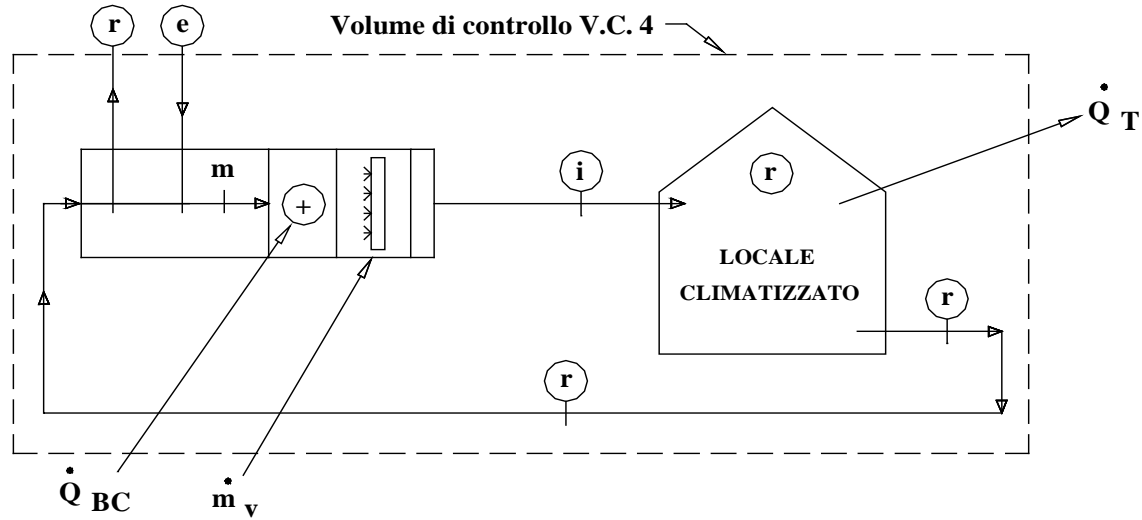 r
e
Volume di controllo V.C. 4
Q̇ T
m
+
i
r
LOCALE
CLIMATIZZATO
r
r
Q̇ BC
ṁ v